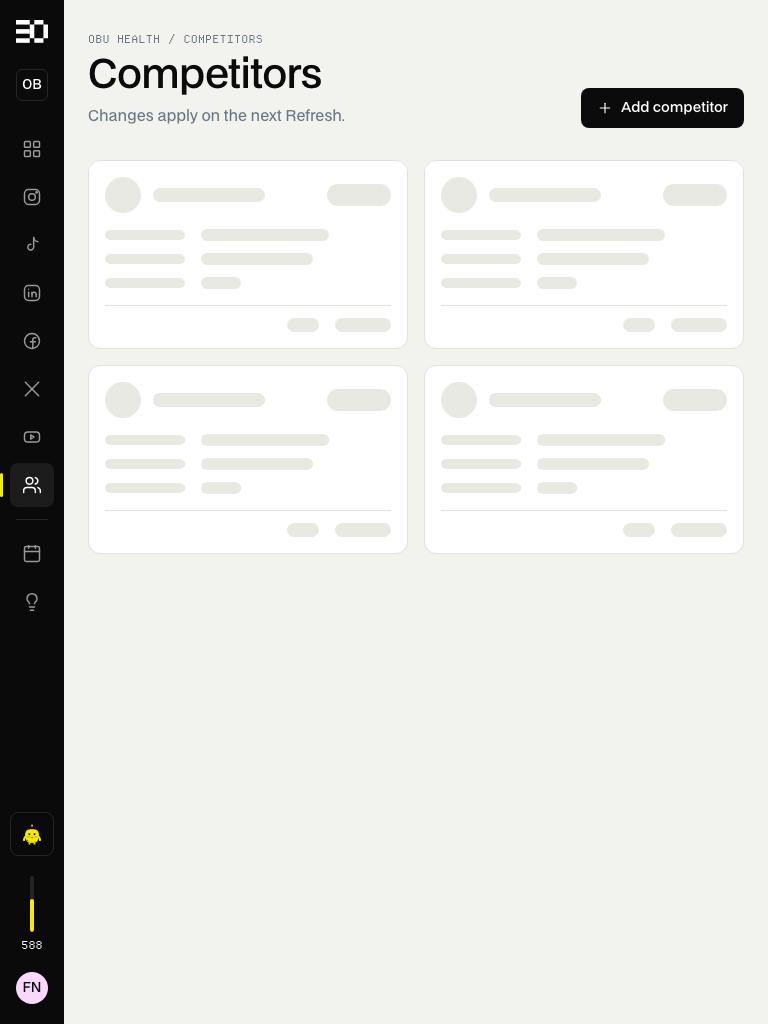 OB
OBU HEALTH / COMPETITORS
Competitors
Changes apply on the next Refresh.
Add competitor
588
FN